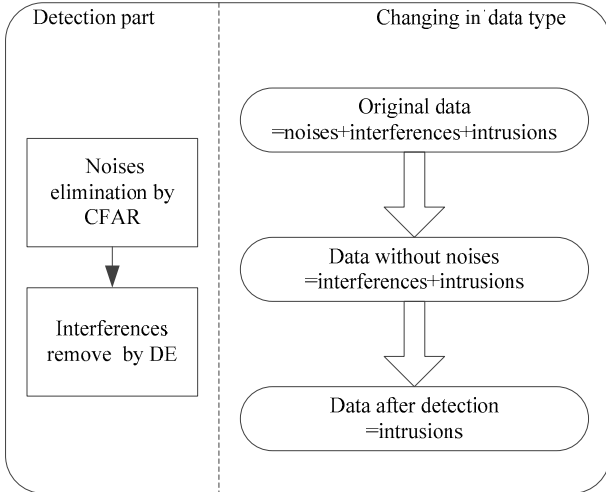 Detection part
Noises
elimination by
CFAR
Interferences
remove by DE
Changing in data type
Original data
=noises+interferences+intrusions
Data without noises
=interferences+intrusions
Data after detection
=intrusions